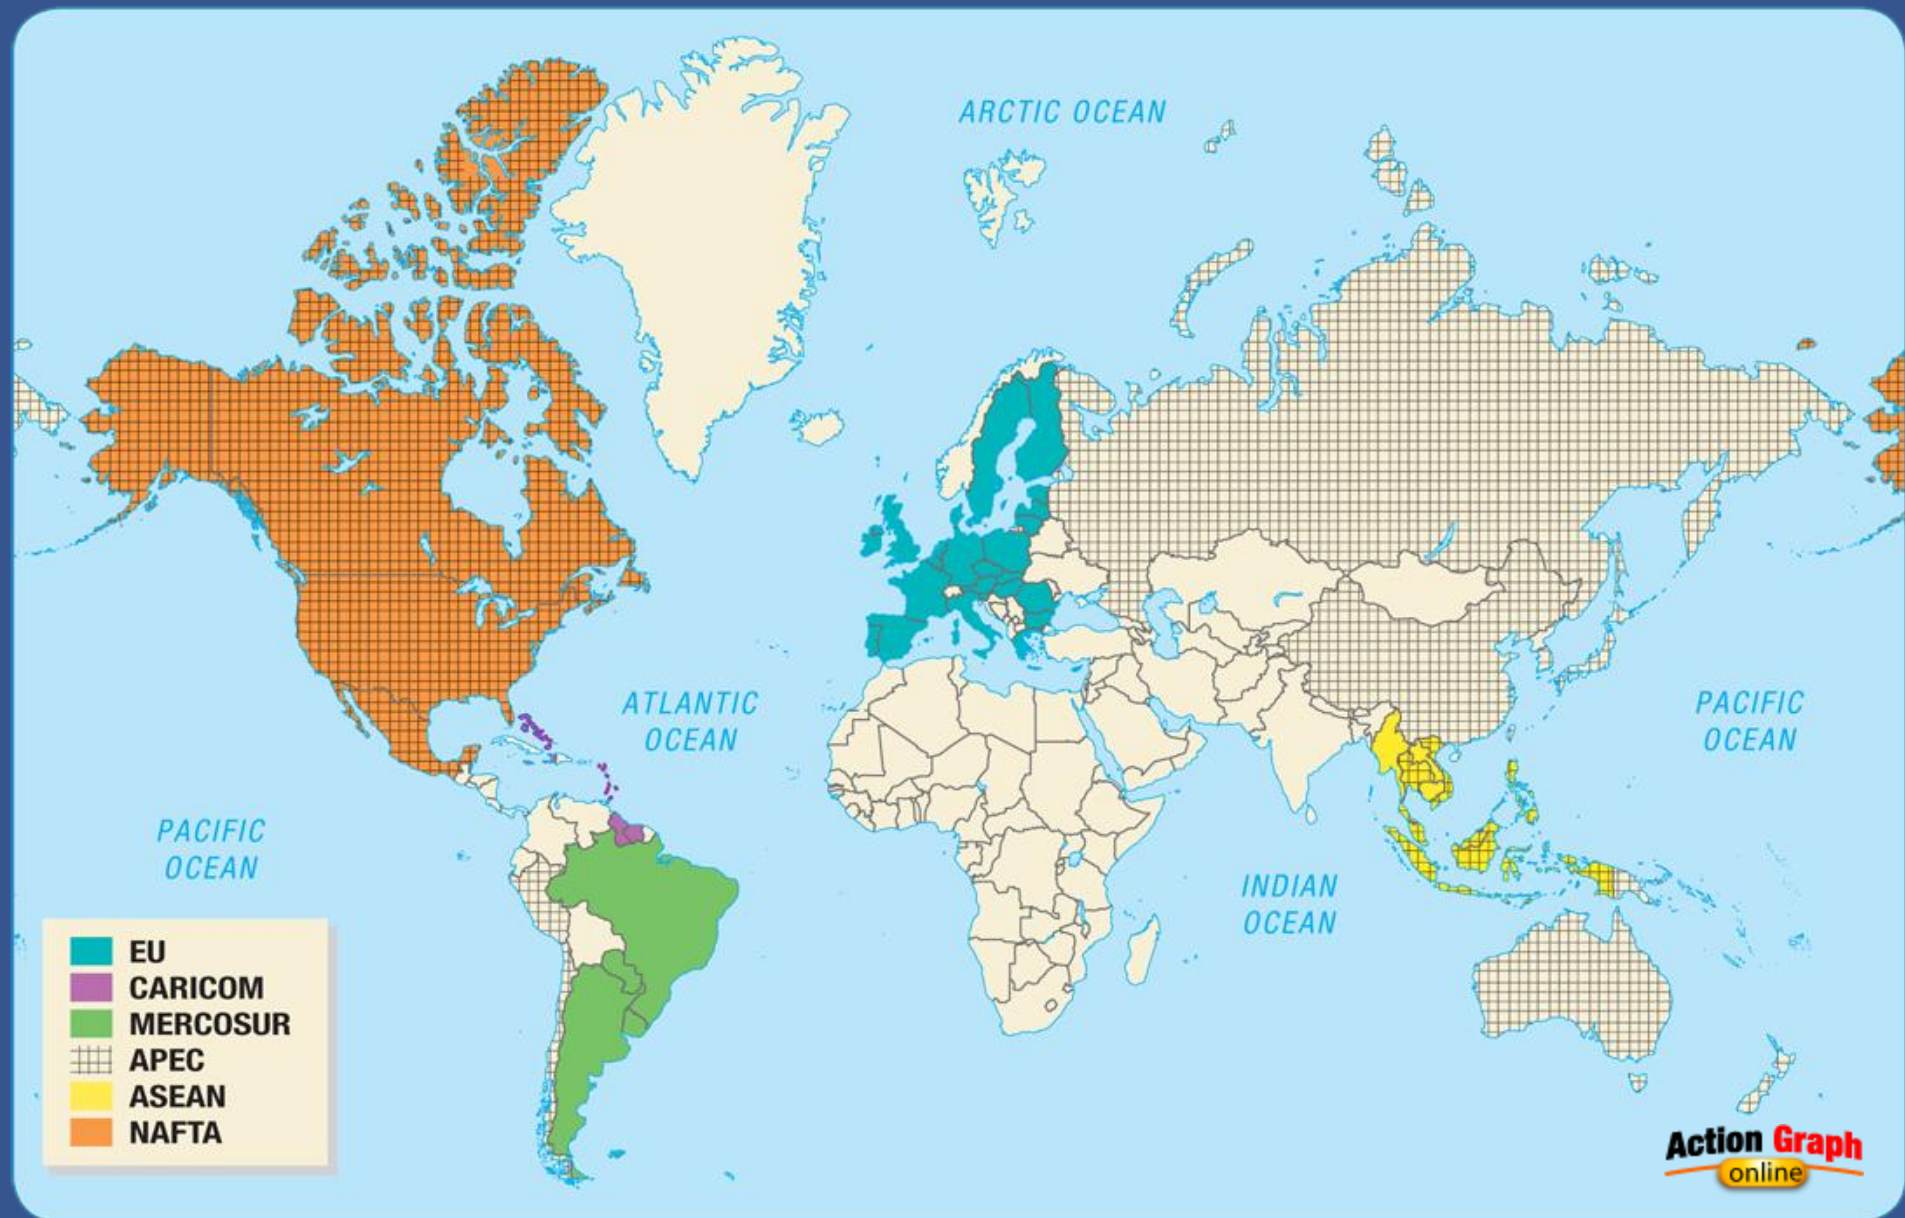 ARCTIC OCEAN
ATLANTIC
OCEAN
PACIFIC
OCEAN
PACIFIC
OCEAN
INDIAN
OCEAN
EU
CARICOM
MERCOSUR
APEC
ASEAN
NAFTA
Action Graph
online